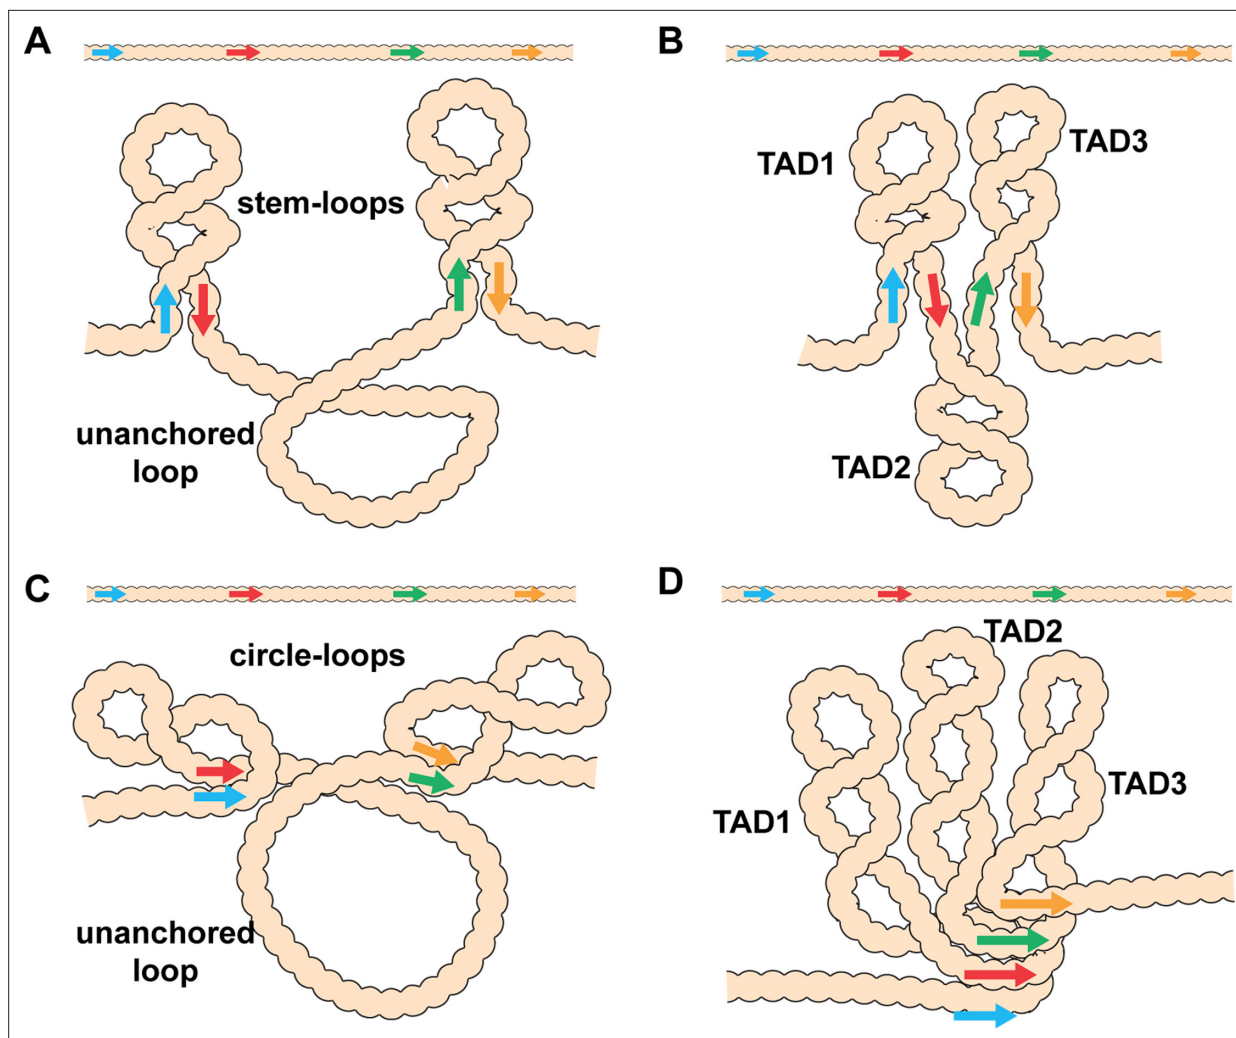 A
stem-loops
unanchored
loop
B
TAD1
TAD3
TAD2
C
circle-loops
unanchored
loop
D
TAD2
TAD3
TAD1